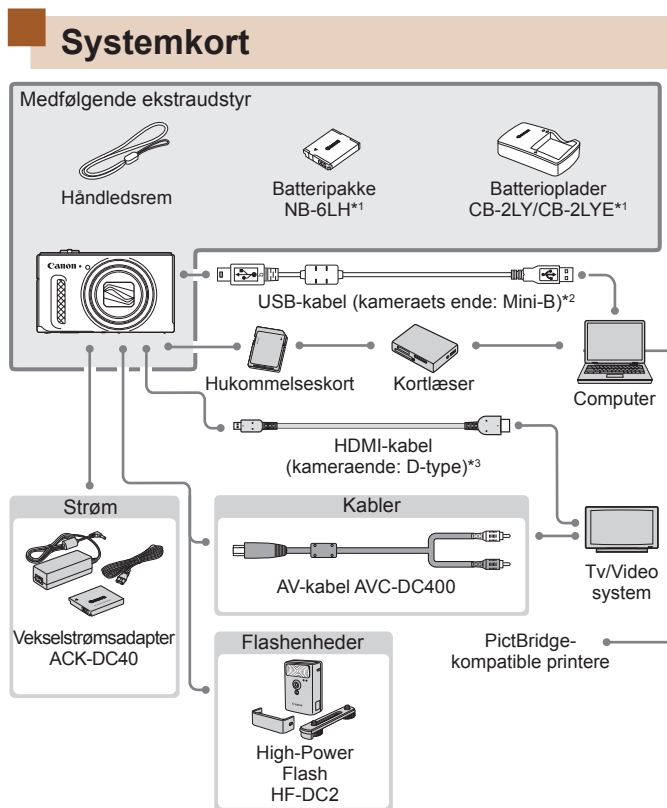 Systemkort
Medfølgende ekstraudstyr
Håndledsrem
Batteripakke
NB-6LH*1
Batterioplader
CB-2LY/CB-2LYE*1
Canon
USB-kabel (kameraets ende: Mini-B)*2
Hukommelseskort
Kortlæser
Computer
HDMI-kabel
(kameraende: D-type)*3
Strøm
Vekselstrømsadapter
ACK-DC40
Kabler
AV-kabel AVC-DC400
Tv/Video
system
Flashenheder
High-Power
Flash
HF-DC2
PictBridge-
kompatible printere